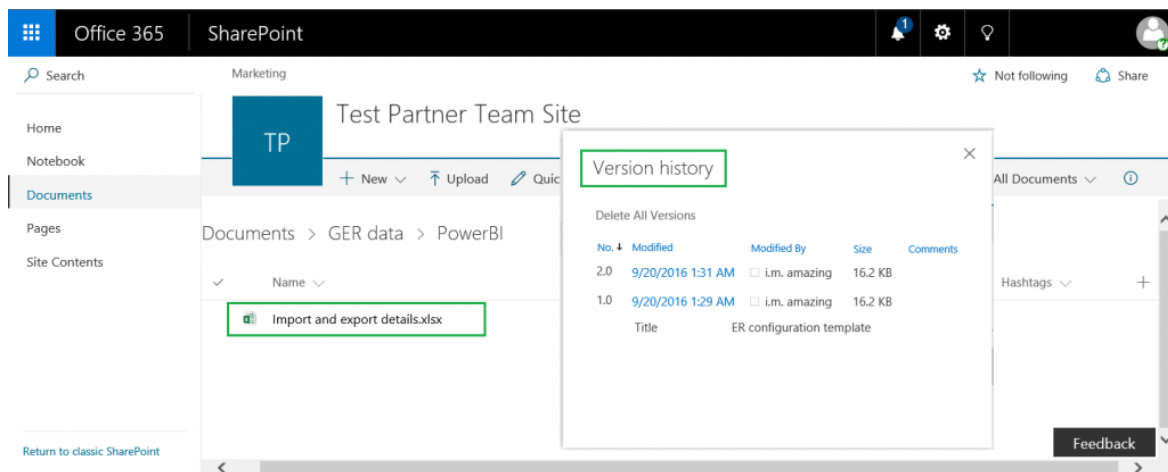 Office 365 SharePoint 1
Search Marketing Not following Share
Test Partner Team Site
TP
Home
Notebook
Documents
Pages
Site Contents
Return to classic SharePoint
New Upload Quic All Documents
Documents > GER data > PowerBI
Name Hashtags
Import and export details.xlsx
Version history
Delete All Versions
No. Modified Modified By Size Comments
2.0 9/20/2016 1:31 AM i.m. amazing 16.2 KB
1.0 9/20/2016 1:29 AM i.m. amazing 16.2 KB
Title ER configuration template
Feedback